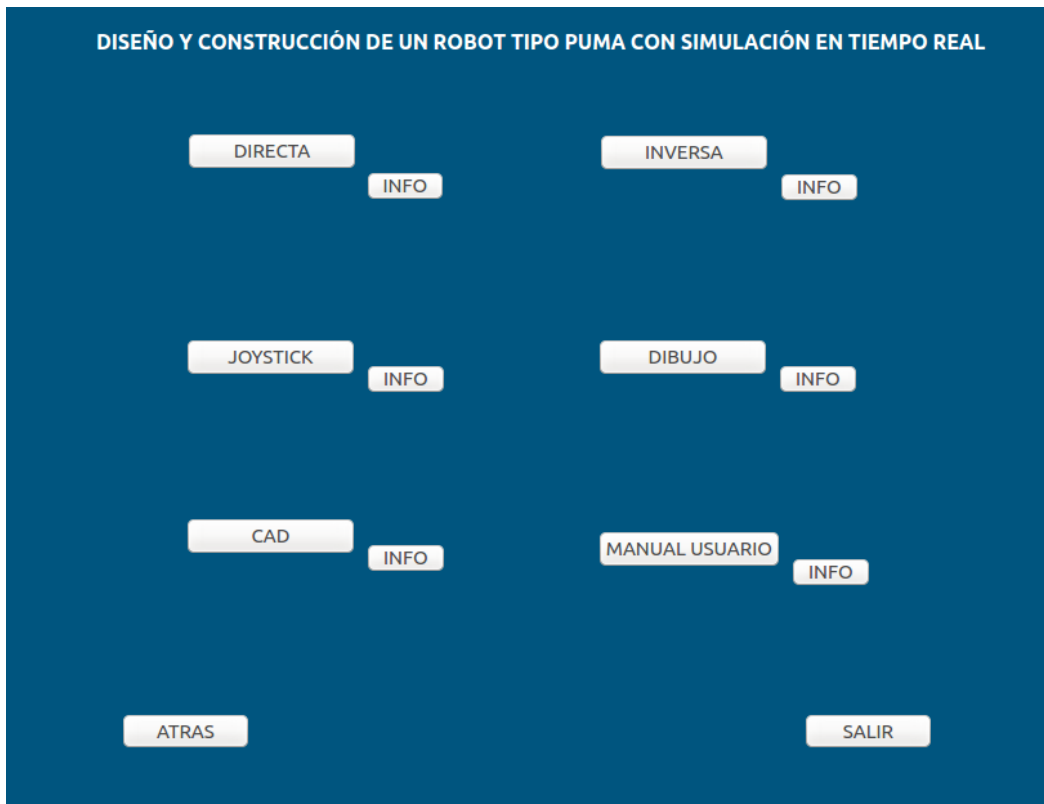 DISEÑO Y CONSTRUCCIÓN DE UN ROBOT TIPO PUMA CON SIMULACIÓN EN TIEMPO REAL
DIRECTA
INFO
INVERSA
INFO
JOYSTICK
INFO
DIBUJO
INFO
CAD
INFO
MANUAL USUARIO
INFO
ATRAS
SALIR